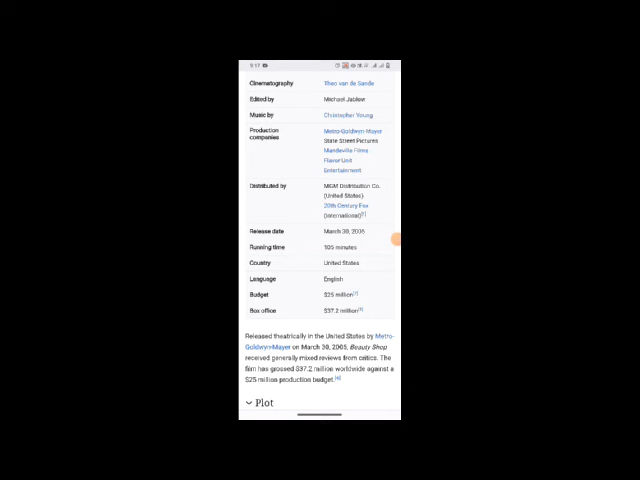 9:17
Cinematography Theo van de Sande
Edited by Michael Jablow
Music by Christopher Young
Production companies Metro-Goldwyn-Mayer
State Street Pictures
Mandeville Films
Flavor Unit
Entertainment
Distributed by MGM Distribution Co.
(United States)
20th Century Fox
(International)
Release date March 30, 2005
Running time 105 minutes
Country United States
Language English
Budget $25 million
Box office $37.2 million
Released theatrically in the United States by Metro-
Goldwyn-Mayer on March 30, 2005, Beauty Shop
received generally mixed reviews from critics. The
film has grossed $37.2 million worldwide against a
$25 million production budget.
Plot